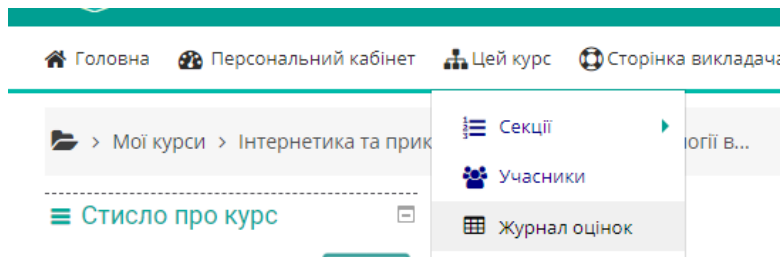 Головна Персональний кабінет Цей курс Сторінка викладача
Секції
> Мої курси > Інтернетика та прик огії в...
Учасники
Стисло про курс
Журнал оцінок